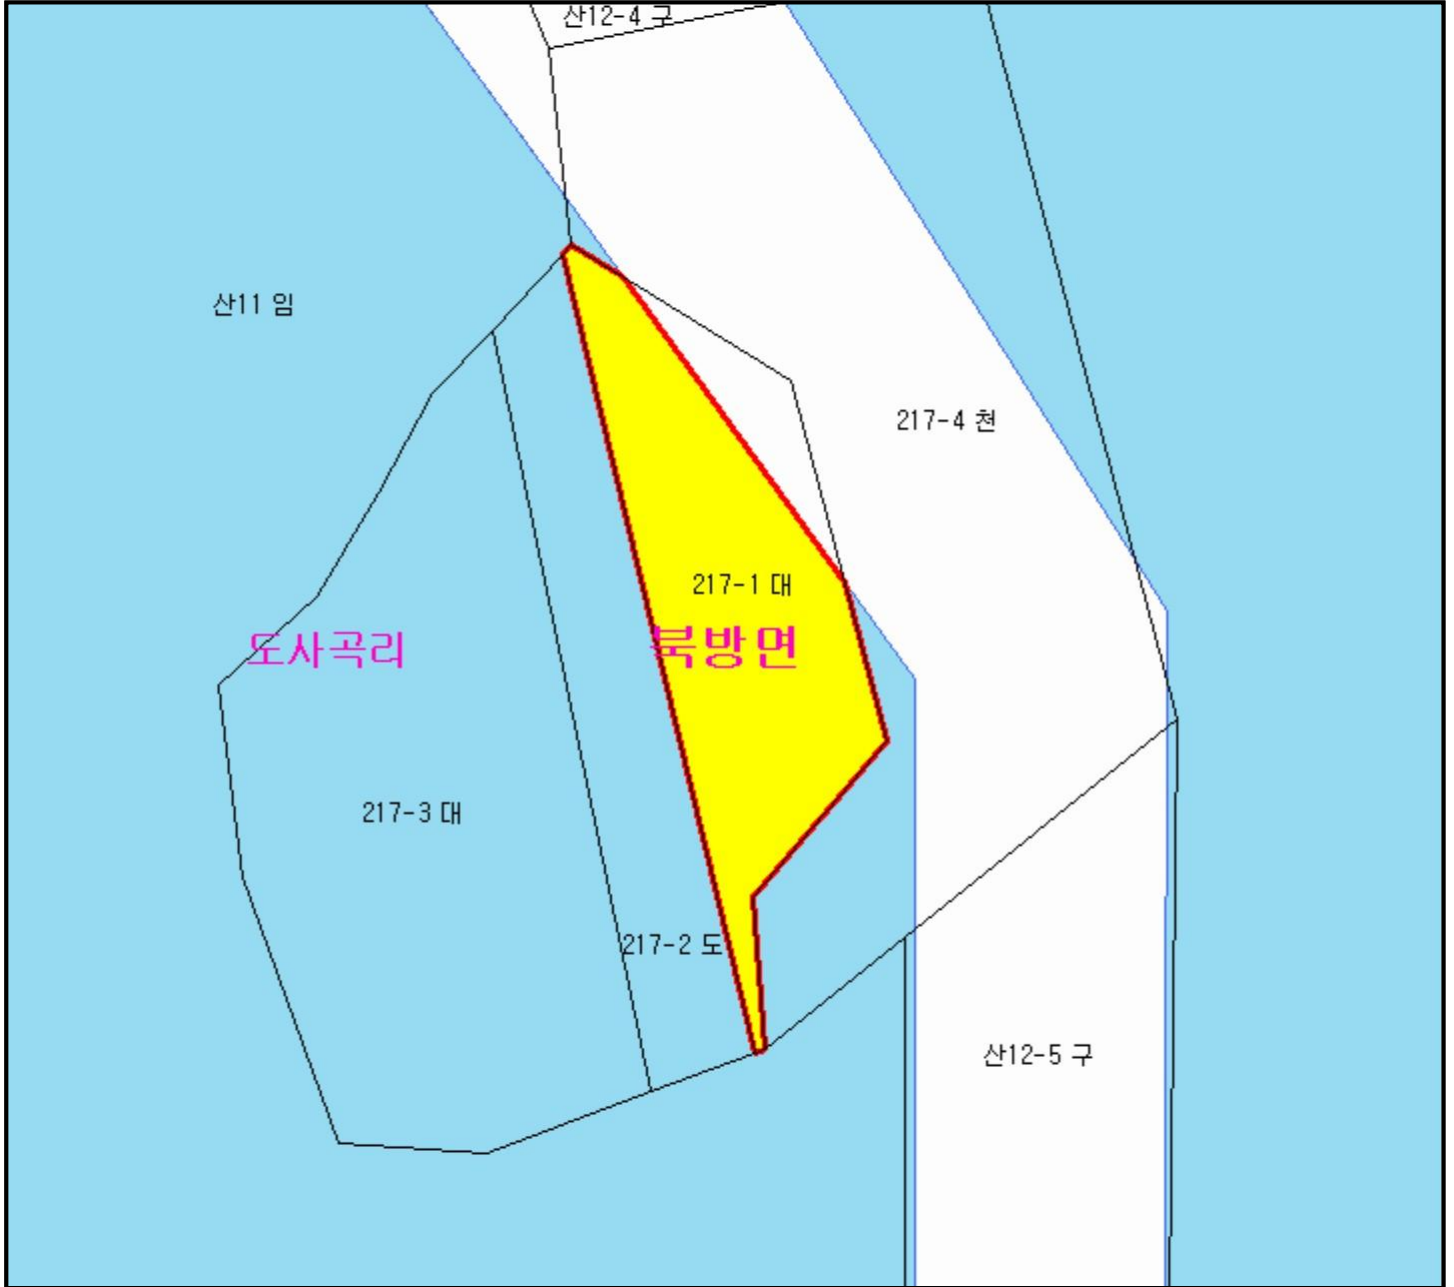 산12-4 구
산11 임
217-4 천
217-1 대
도사곡리
북방면
217-3 대
217-2 도
산12-5 구